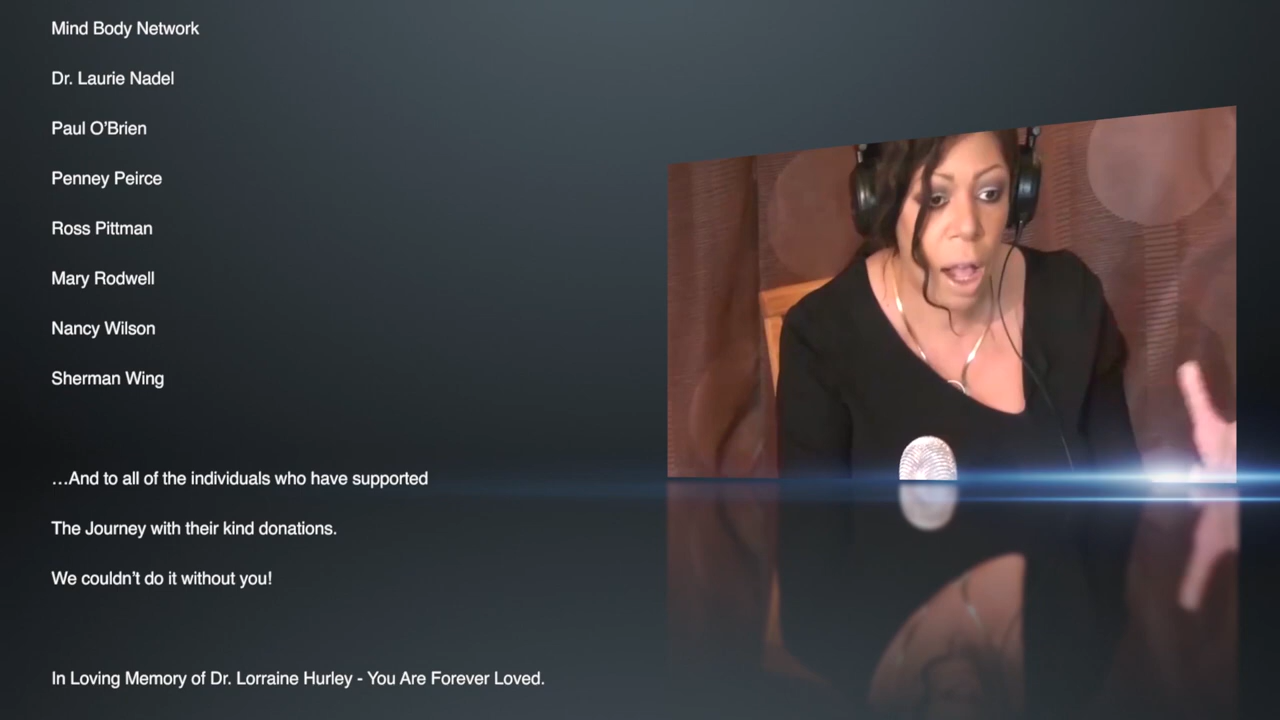 Mind Body Network
Dr. Laurie Nadel
Paul O’Brien
Penney Peirce
Ross Pittman
Mary Rodwell
Nancy Wilson
Sherman Wing
…And to all of the individuals who have supported
The Journey with their kind donations.
We couldn’t do it without you!
In Loving Memory of Dr. Lorraine Hurley - You Are Forever Loved.